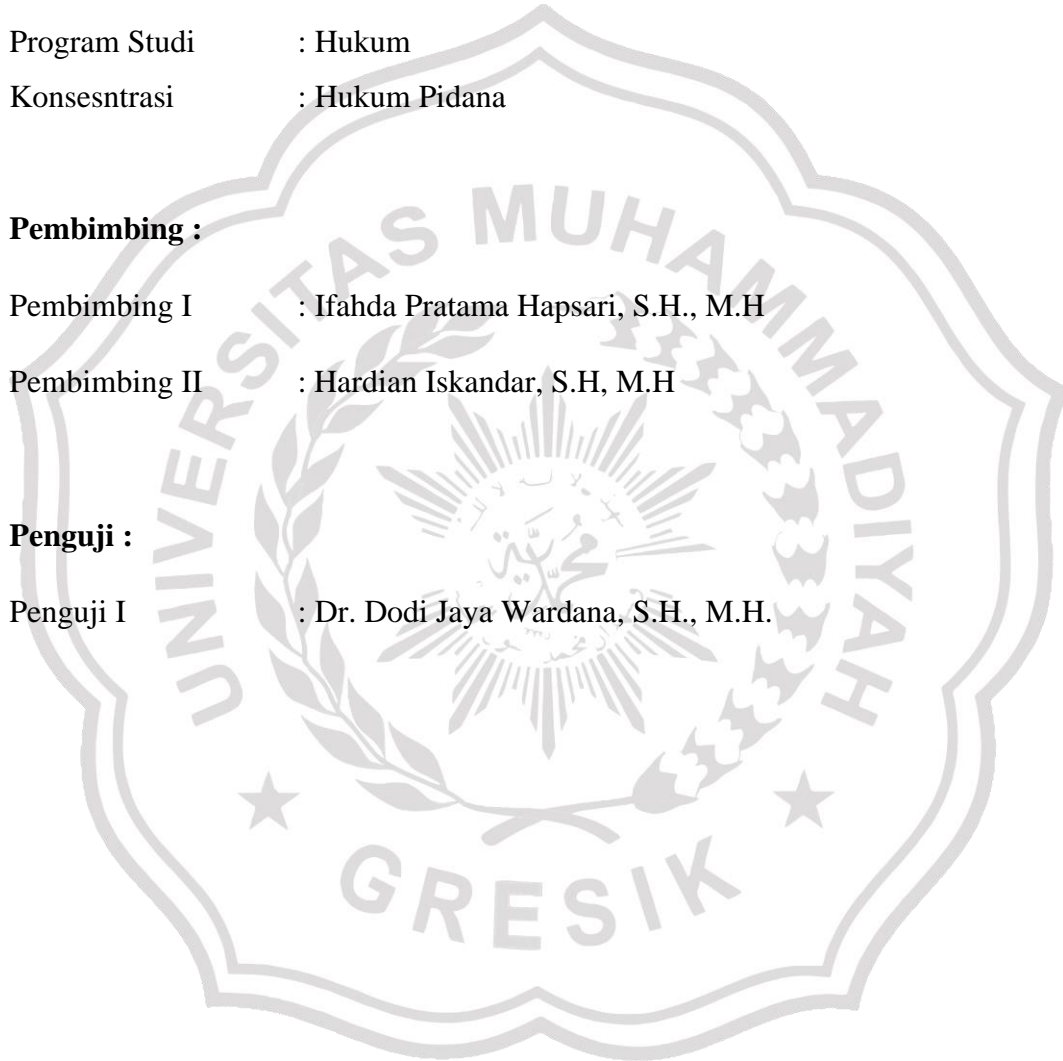 Program Studi : Hukum
Konsesntrasi : Hukum Pidana
Pembimbing :
Pembimbing I : Ifahda Pratama Hapsari, S.H., M.H
Pembimbing II : Hardian Iskandar, S.H, M.H
Penguji :
Penguji I : Dr. Dodi Jaya Wardana, S.H., M.H.
UNIVERSITAS MUHAMMADIYAH
GRESIK